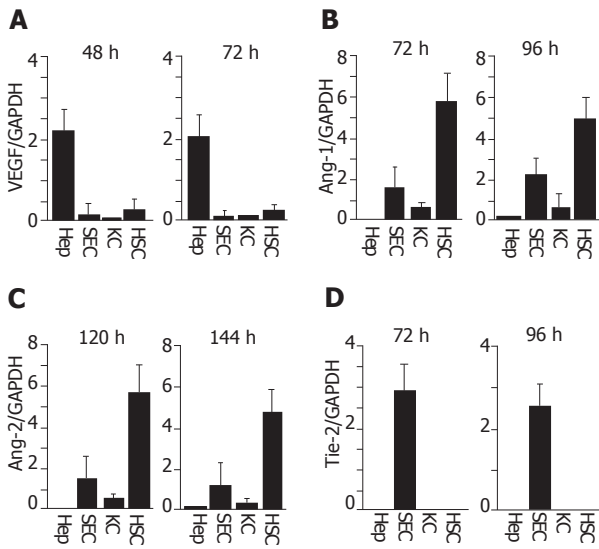 A
48 h
72 h
VEGF/GAPDH
4
2
0
Hep
SEC
KC
HSC
4
2
0
Hep
SEC
KC
HSC
B
72 h
96 h
Ang-1/GAPDH
8
6
4
2
0
Hep
SEC
KC
HSC
8
6
4
2
0
Hep
SEC
KC
HSC
C
120 h
144 h
Ang-2/GAPDH
8
6
4
2
0
Hep
SEC
KC
HSC
8
6
4
2
0
Hep
SEC
KC
HSC
D
72 h
96 h
Tie-2/GAPDH
4
2
0
Hep
SEC
KC
HSC
4
2
0
Hep
SEC
KC
HSC